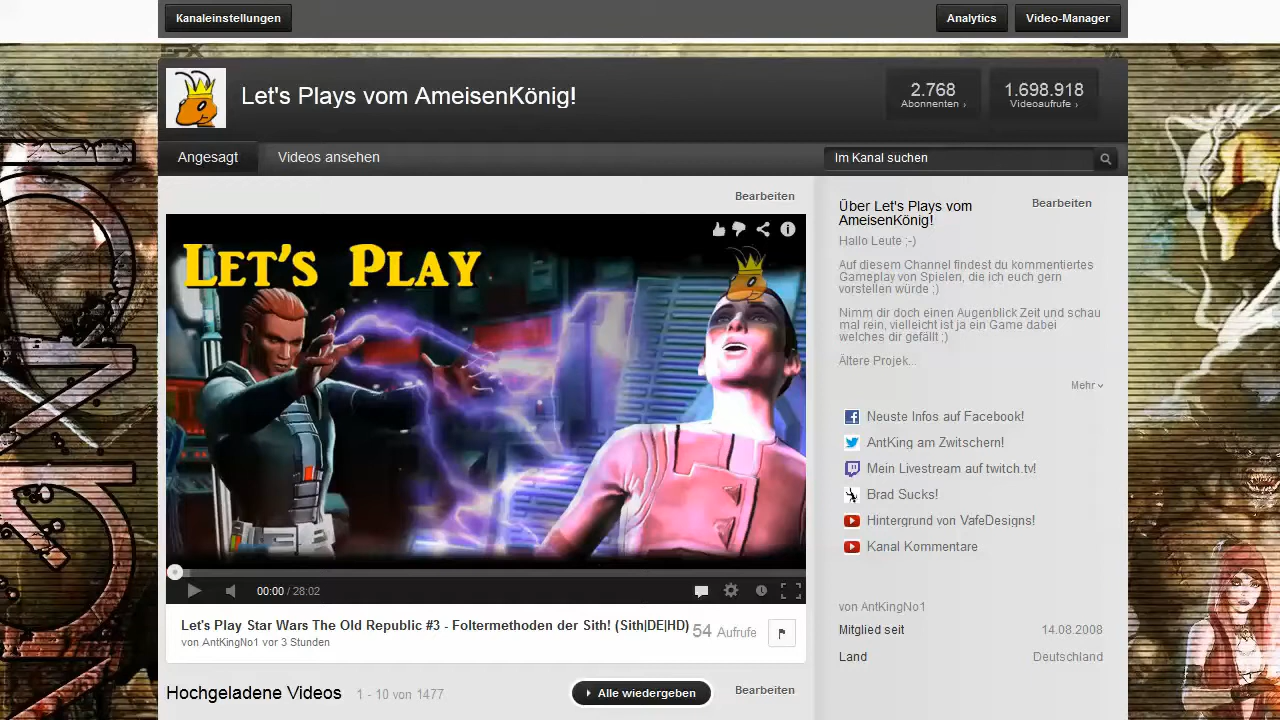 Kanaleinstellungen
Analytics
Video-Manager
Let's Plays vom AmeisenKönig!
2.768
Abonnenten ›
1.698.918
Videoaufrufe ›
Angesagt
Videos ansehen
Im Kanal suchen
Bearbeiten
LET'S PLAY
00:00 / 28:02
Let's Play Star Wars The Old Republic #3 - Foltermethoden der Sith! (Sith|DE|HD)
von AntKingNo1 vor 3 Stunden
54 Aufrufe
Hochgeladene Videos 1 - 10 von 1477
Alle wiedergeben
Bearbeiten
Über Let's Plays vom
AmeisenKönig!
Bearbeiten
Hallo Leute ;-)
Auf diesem Channel findest du kommentiertes
Gameplay von Spielen, die ich euch gern
vorstellen würde ;)
Nimm dir doch einen Augenblick Zeit und schau
mal rein, vielleicht ist ja ein Game dabei
welches dir gefällt ;)
Ältere Projek...
Mehr
Neuste Infos auf Facebook!
AntKing am Zwitschern!
Mein Livestream auf twitch.tv!
Brad Sucks!
Hintergrund von VafeDesigns!
Kanal Kommentare
von AntKingNo1
Mitglied seit 14.08.2008
Land Deutschland